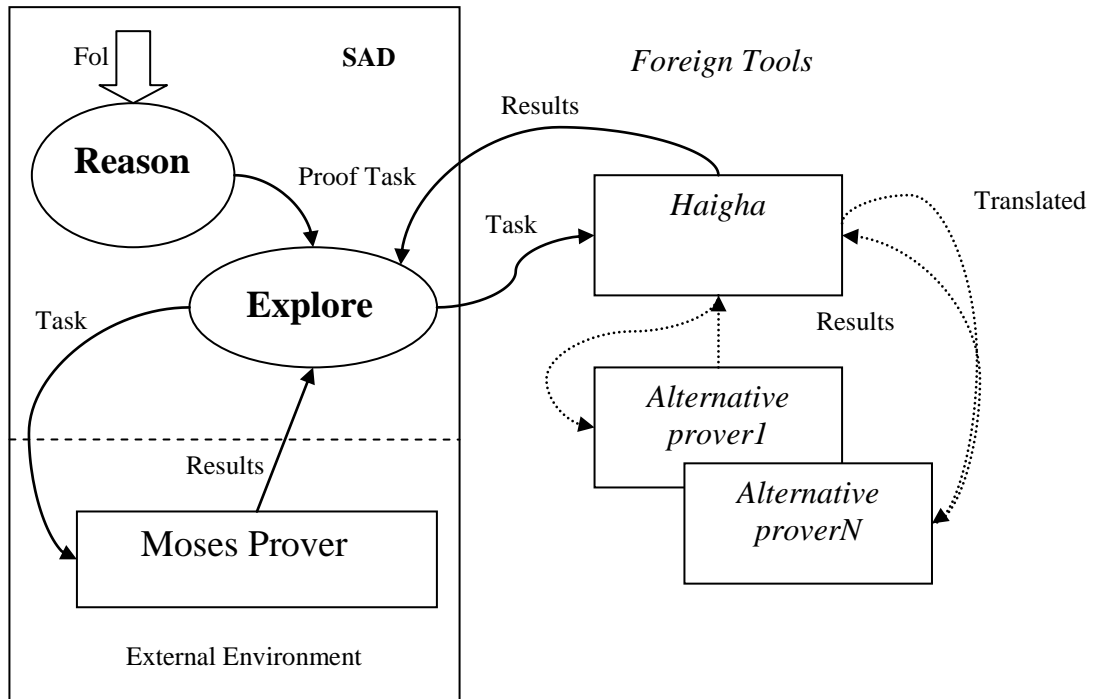 Fol
SAD
Foreign Tools
Results
Reason
Proof Task
Haigha
Translated
Task
Explore
Task
Results
Alternative
prover1
Results
Alternative
proverN
Moses Prover
External Environment